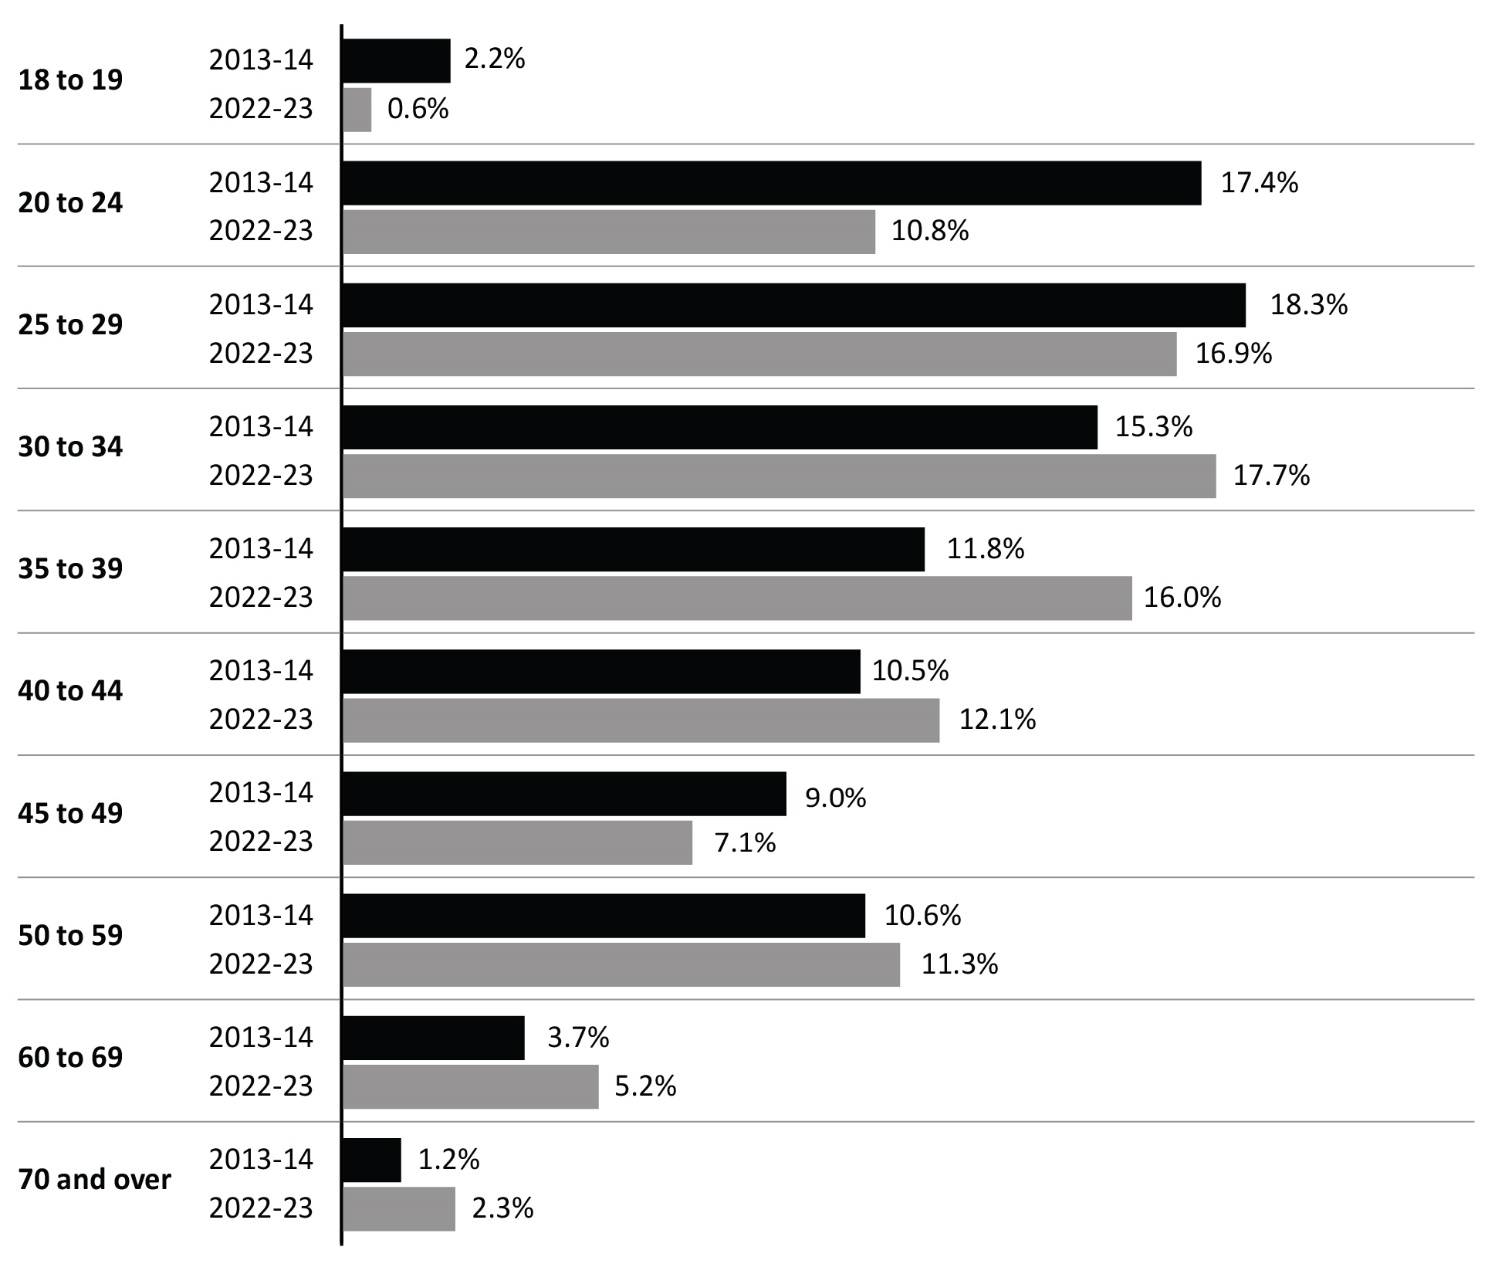 2013-14 2.2%
18 to 19
2022-23 0.6%
2013-14 17.4%
20 to 24
2022-23 10.8%
2013-14 18.3%
25 to 29
2022-23 16.9%
2013-14 15.3%
30 to 34
2022-23 17.7%
2013-14 11.8%
35 to 39
2022-23 16.0%
2013-14 10.5%
40 to 44
2022-23 12.1%
2013-14 9.0%
45 to 49
2022-23 7.1%
2013-14 10.6%
50 to 59
2022-23 11.3%
2013-14 3.7%
60 to 69
2022-23 5.2%
2013-14 1.2%
70 and over
2022-23 2.3%